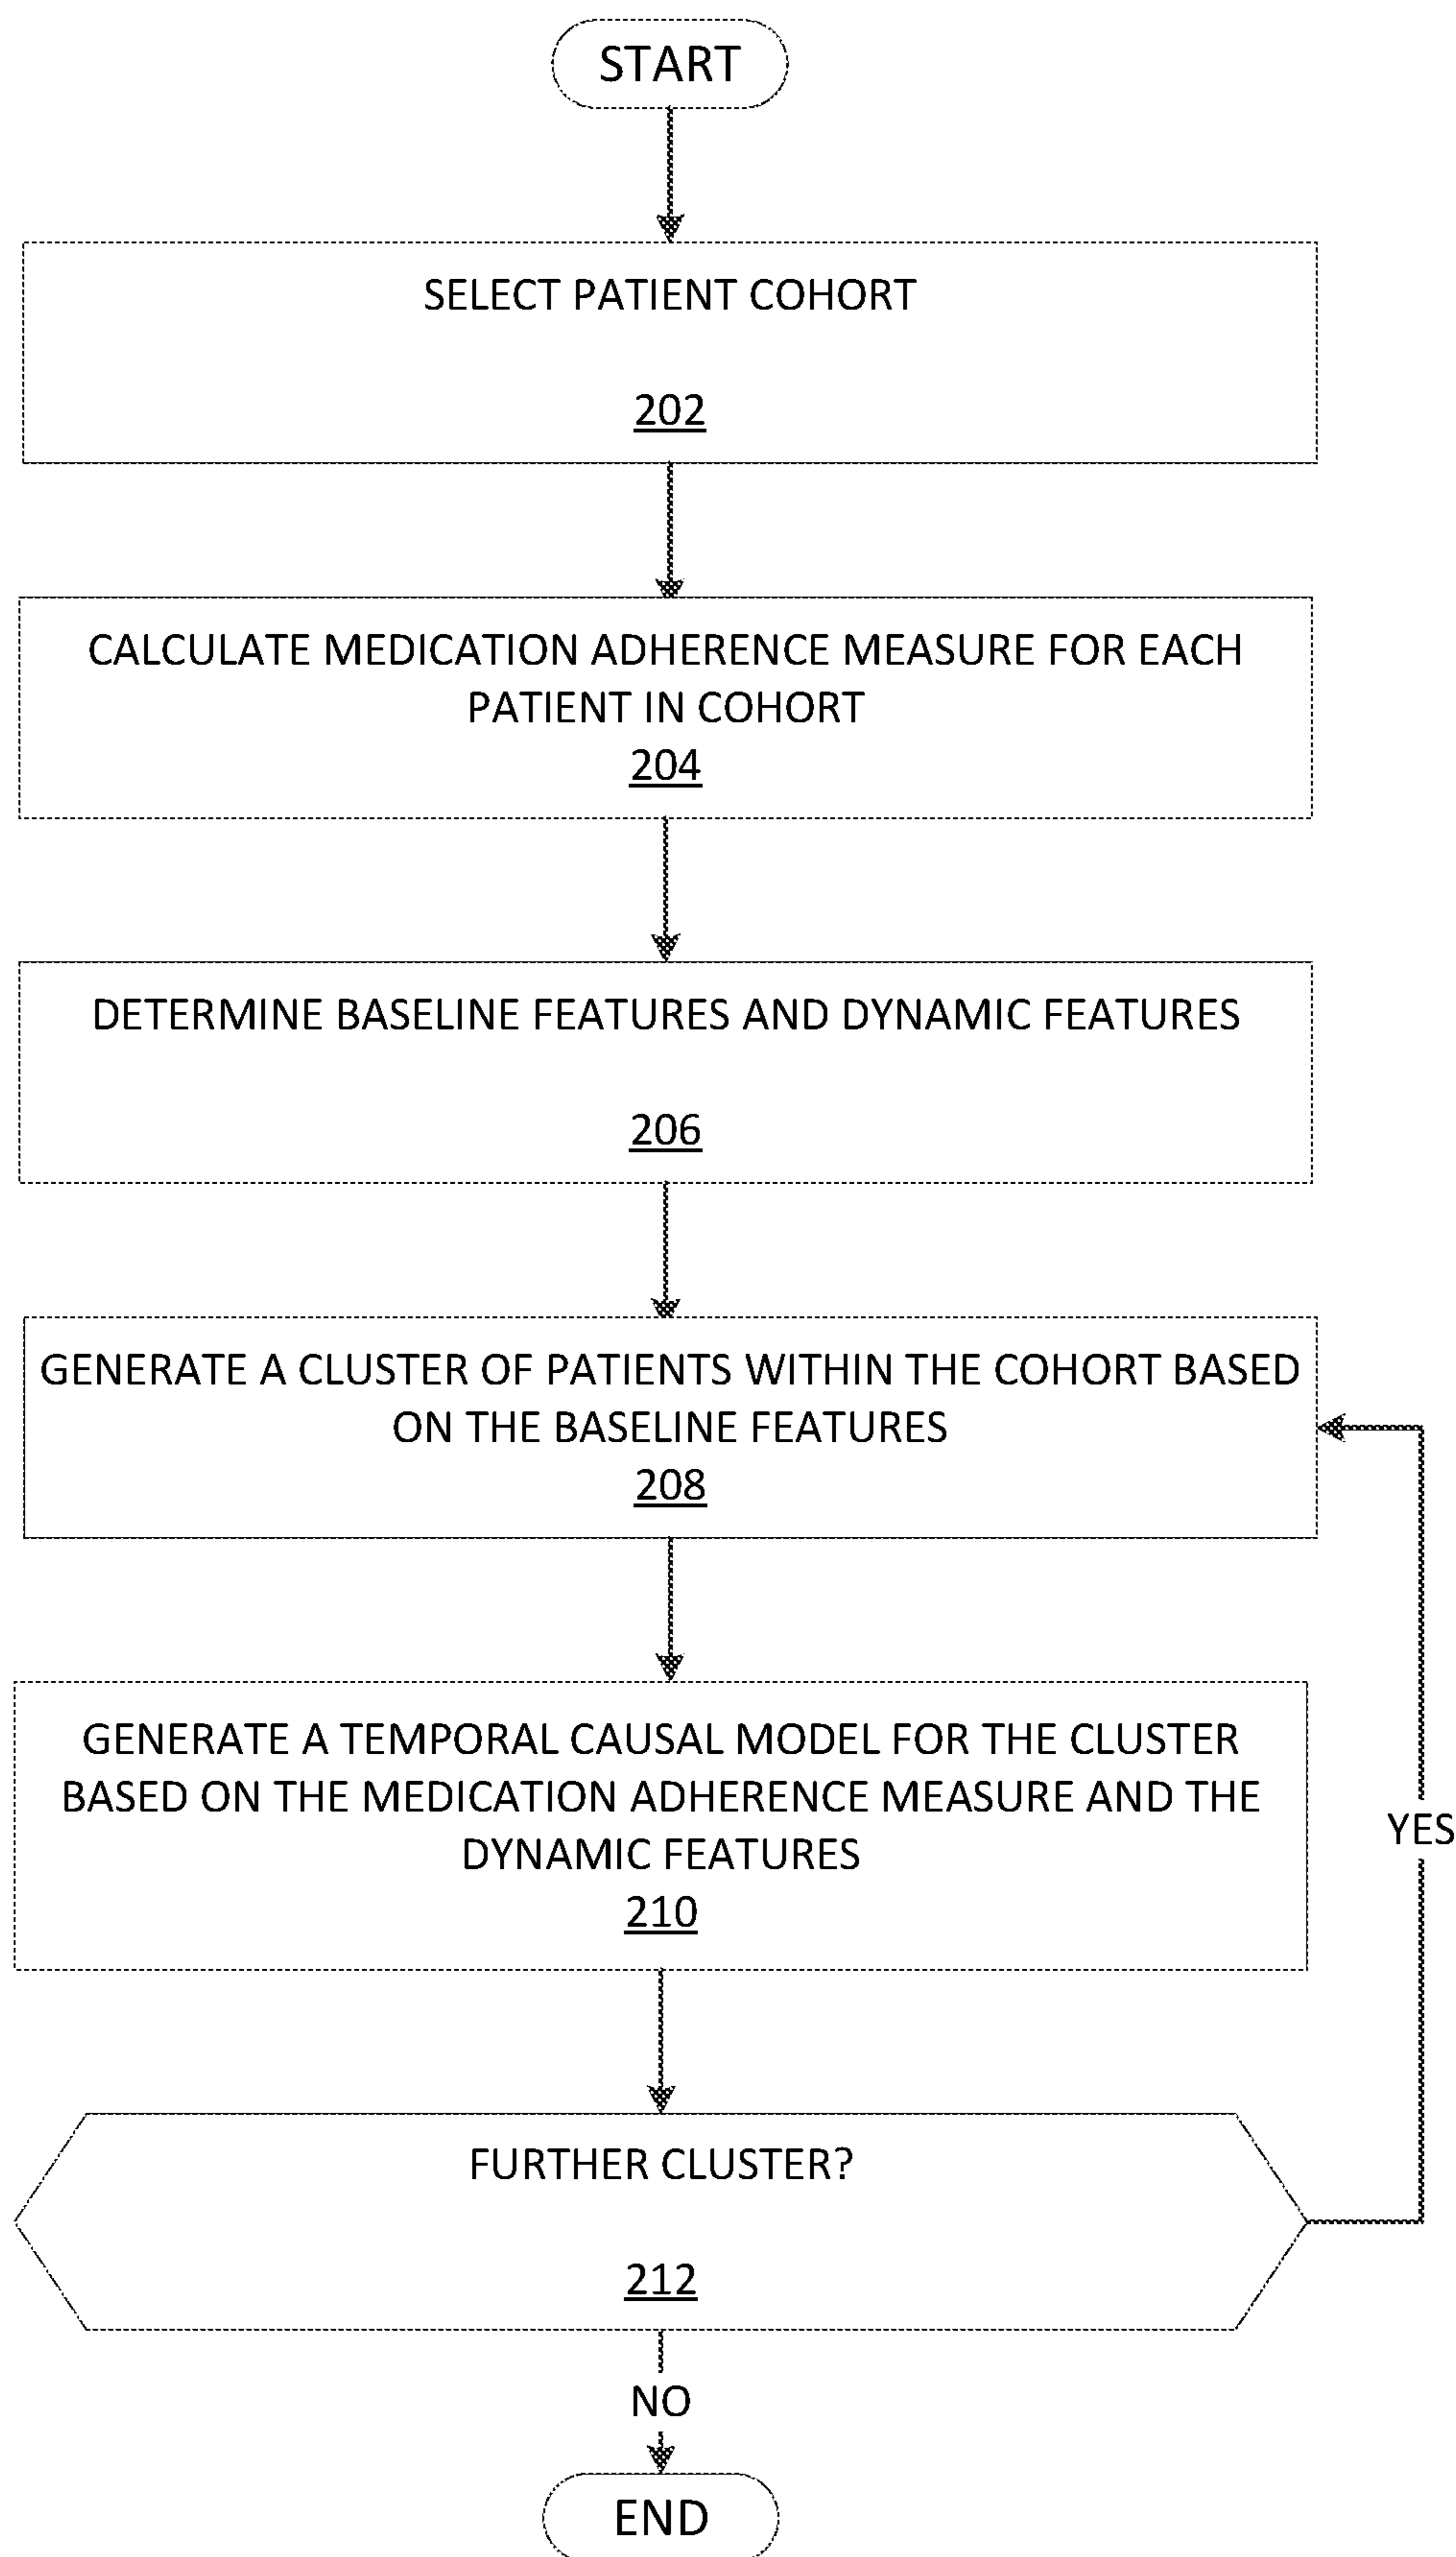 START
SELECT PATIENT COHORT
202
CALCULATE MEDICATION ADHERENCE MEASURE FOR EACH
PATIENT IN COHORT
204
DETERMINE BASELINE FEATURES AND DYNAMIC FEATURES
206
GENERATE A CLUSTER OF PATIENTS WITHIN THE COHORT BASED
ON THE BASELINE FEATURES
208
GENERATE A TEMPORAL CAUSAL MODEL FOR THE CLUSTER
BASED ON THE MEDICATION ADHERENCE MEASURE AND THE
DYNAMIC FEATURES
210
YES
FURTHER CLUSTER?
212
NO
END